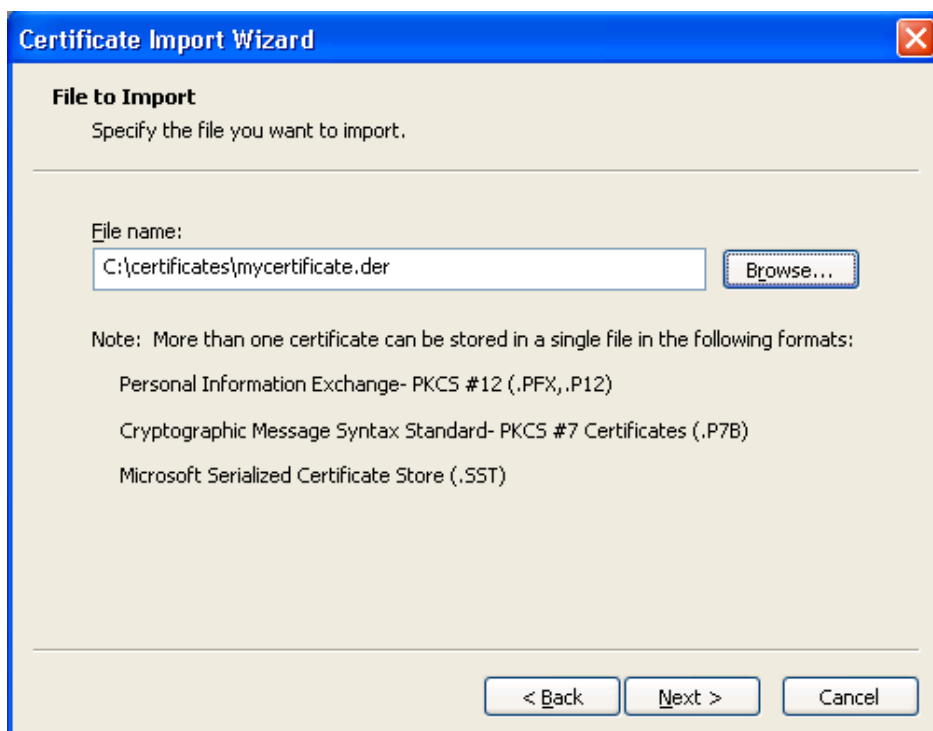 Certificate Import Wizard
File to Import
Specify the file you want to import.
File name:
C:\certificates\mycertificate.der
Browse...
Note:  More than one certificate can be stored in a single file in the following formats:
Personal Information Exchange- PKCS #12 (.PFX,.P12)
Cryptographic Message Syntax Standard- PKCS #7 Certificates (.P7B)
Microsoft Serialized Certificate Store (.SST)
< Back
Next >
Cancel